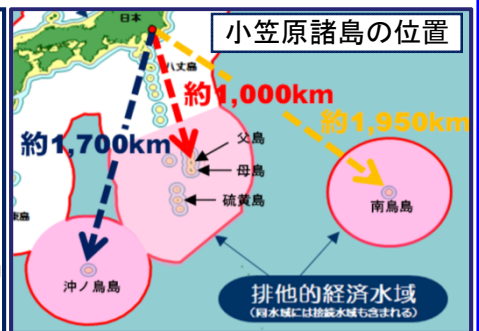 小笠原諸島の位置
日本
八丈島
約1,000km
約1,950km
約1,700km
父島
母島
硫黄島
南鳥島
沖ノ鳥島
排他的経済水域
(同水域には接続水域も含まれる)